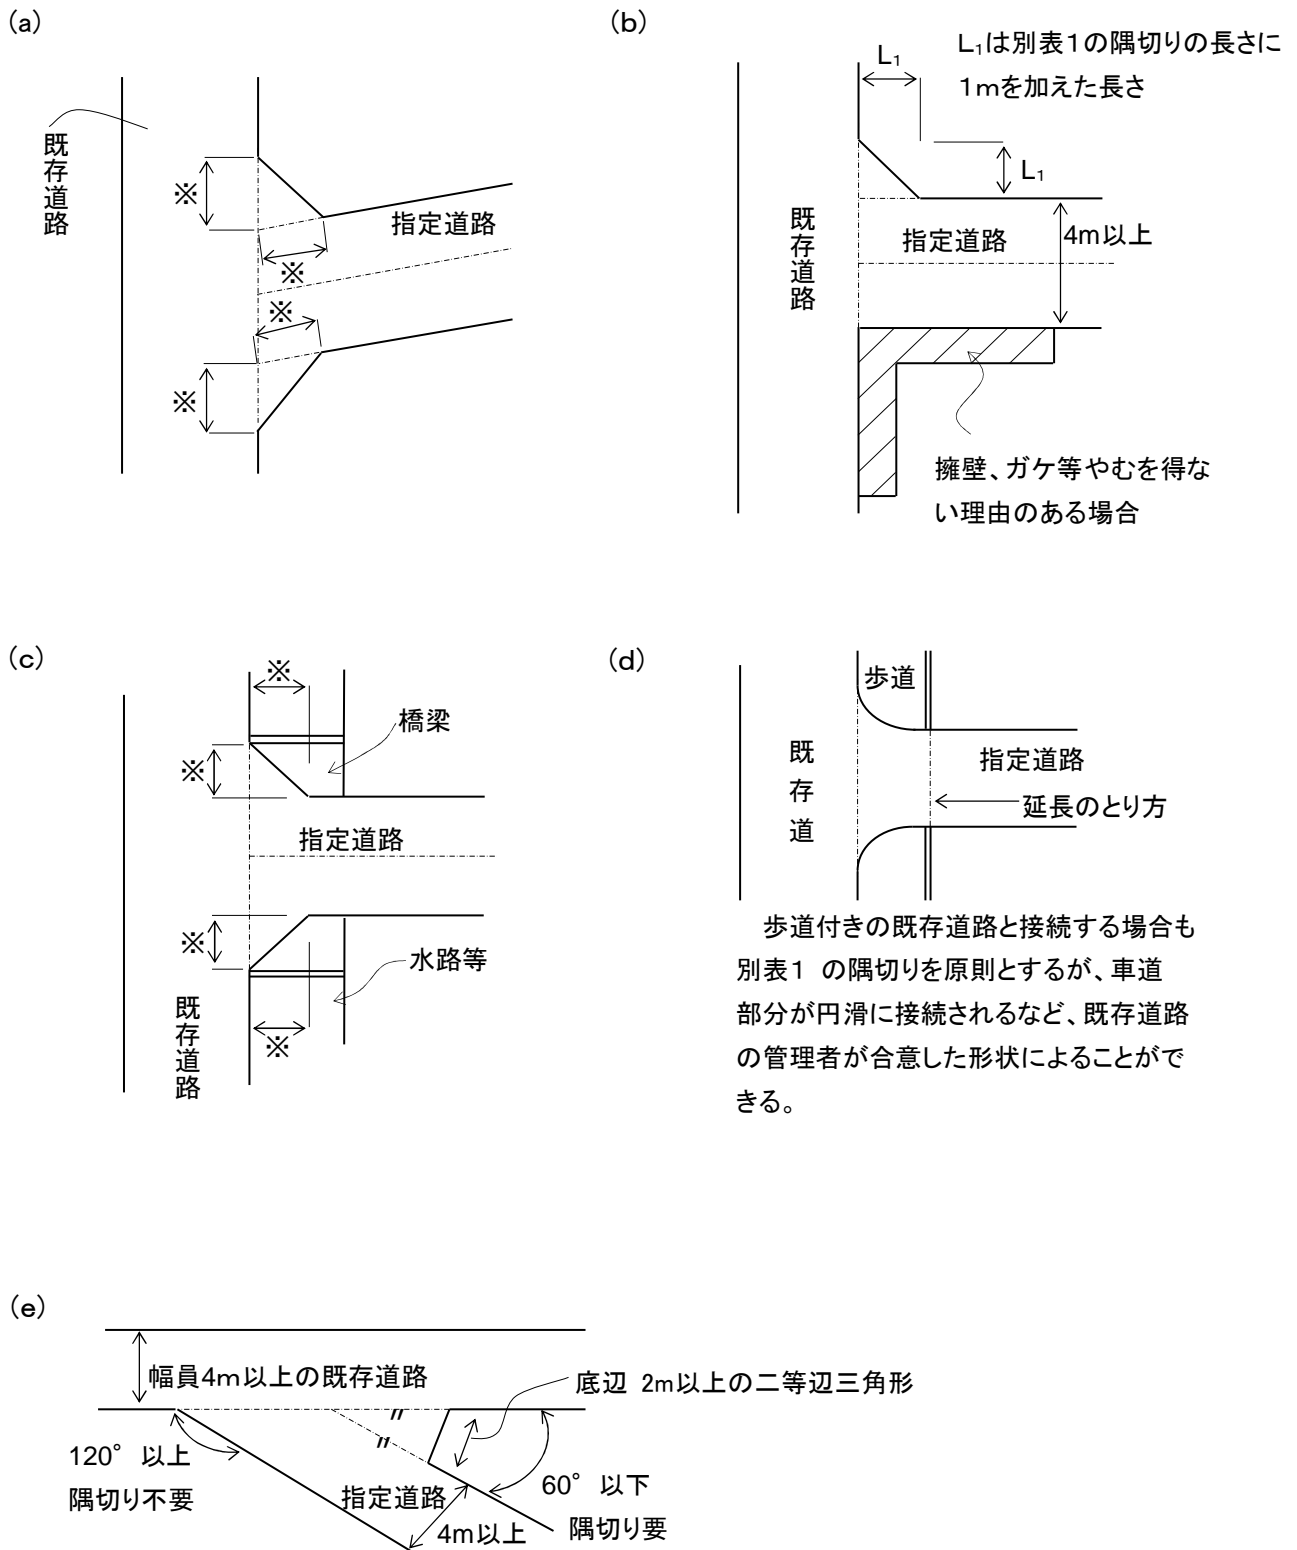 (a)
既存道路
※
※
指定道路
※
※
(b)
L₁は別表1の隅切りの長さに
1mを加えた長さ
L₁
L₁
既存道路
指定道路
4m以上
擁壁、ガケ等やむを得な
い理由のある場合
(c)
※
橋梁
※
指定道路
※
水路等
既存道路
※
(d)
歩道
既存道
指定道路
延長のとり方
歩道付きの既存道路と接続する場合も
別表1 の隅切りを原則とするが、車道
部分が円滑に接続されるなど、既存道路
の管理者が合意した形状によることがで
きる。
(e)
幅員4m以上の既存道路
底辺 2m以上の二等辺三角形
〃
〃
120°以上
隅切り不要
指定道路
4m以上
60°以下
隅切り要